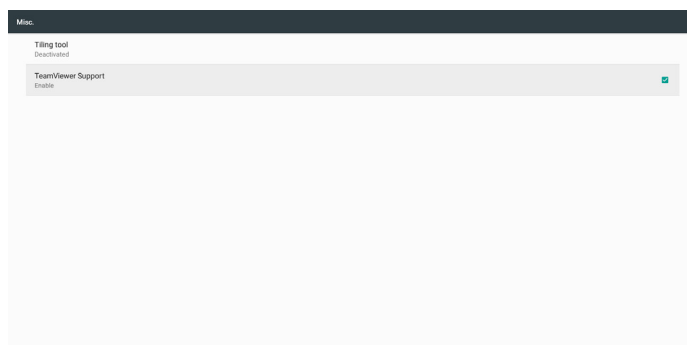 Misc.
Tiling tool
Deactivated
TeamViewer Support
Enable